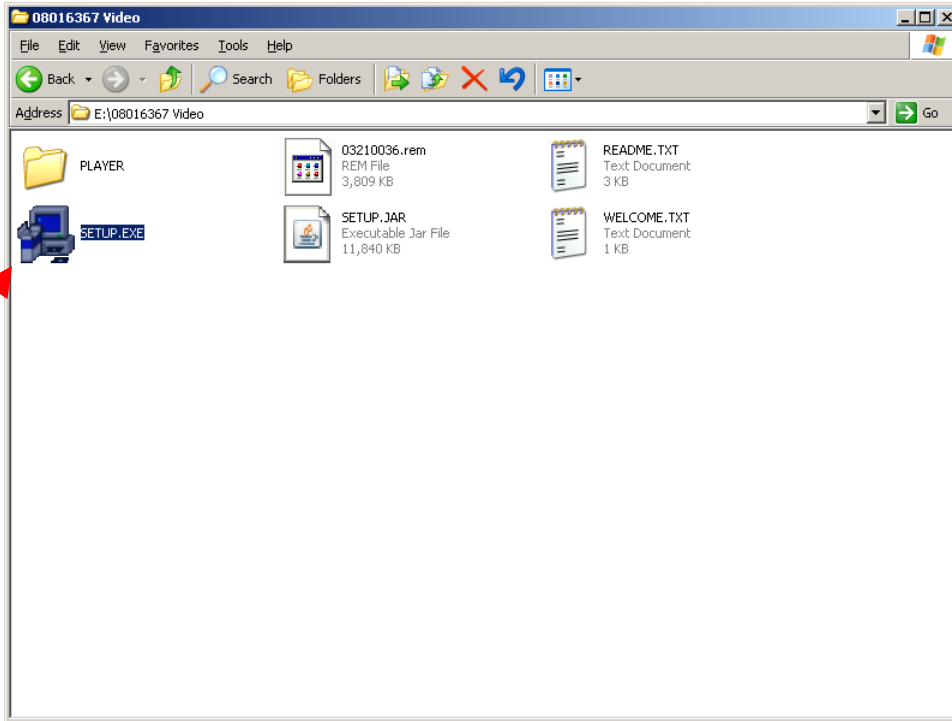 08016367 Video
File Edit View Favorites Tools Help
Back Search Folders
Address E:\08016367 Video Go
PLAYER
03210036.rem
REM File
3,809 KB
README.TXT
Text Document
3 KB
SETUP.EXE
SETUP.JAR
Executable Jar File
11,840 KB
WELCOME.TXT
Text Document
1 KB